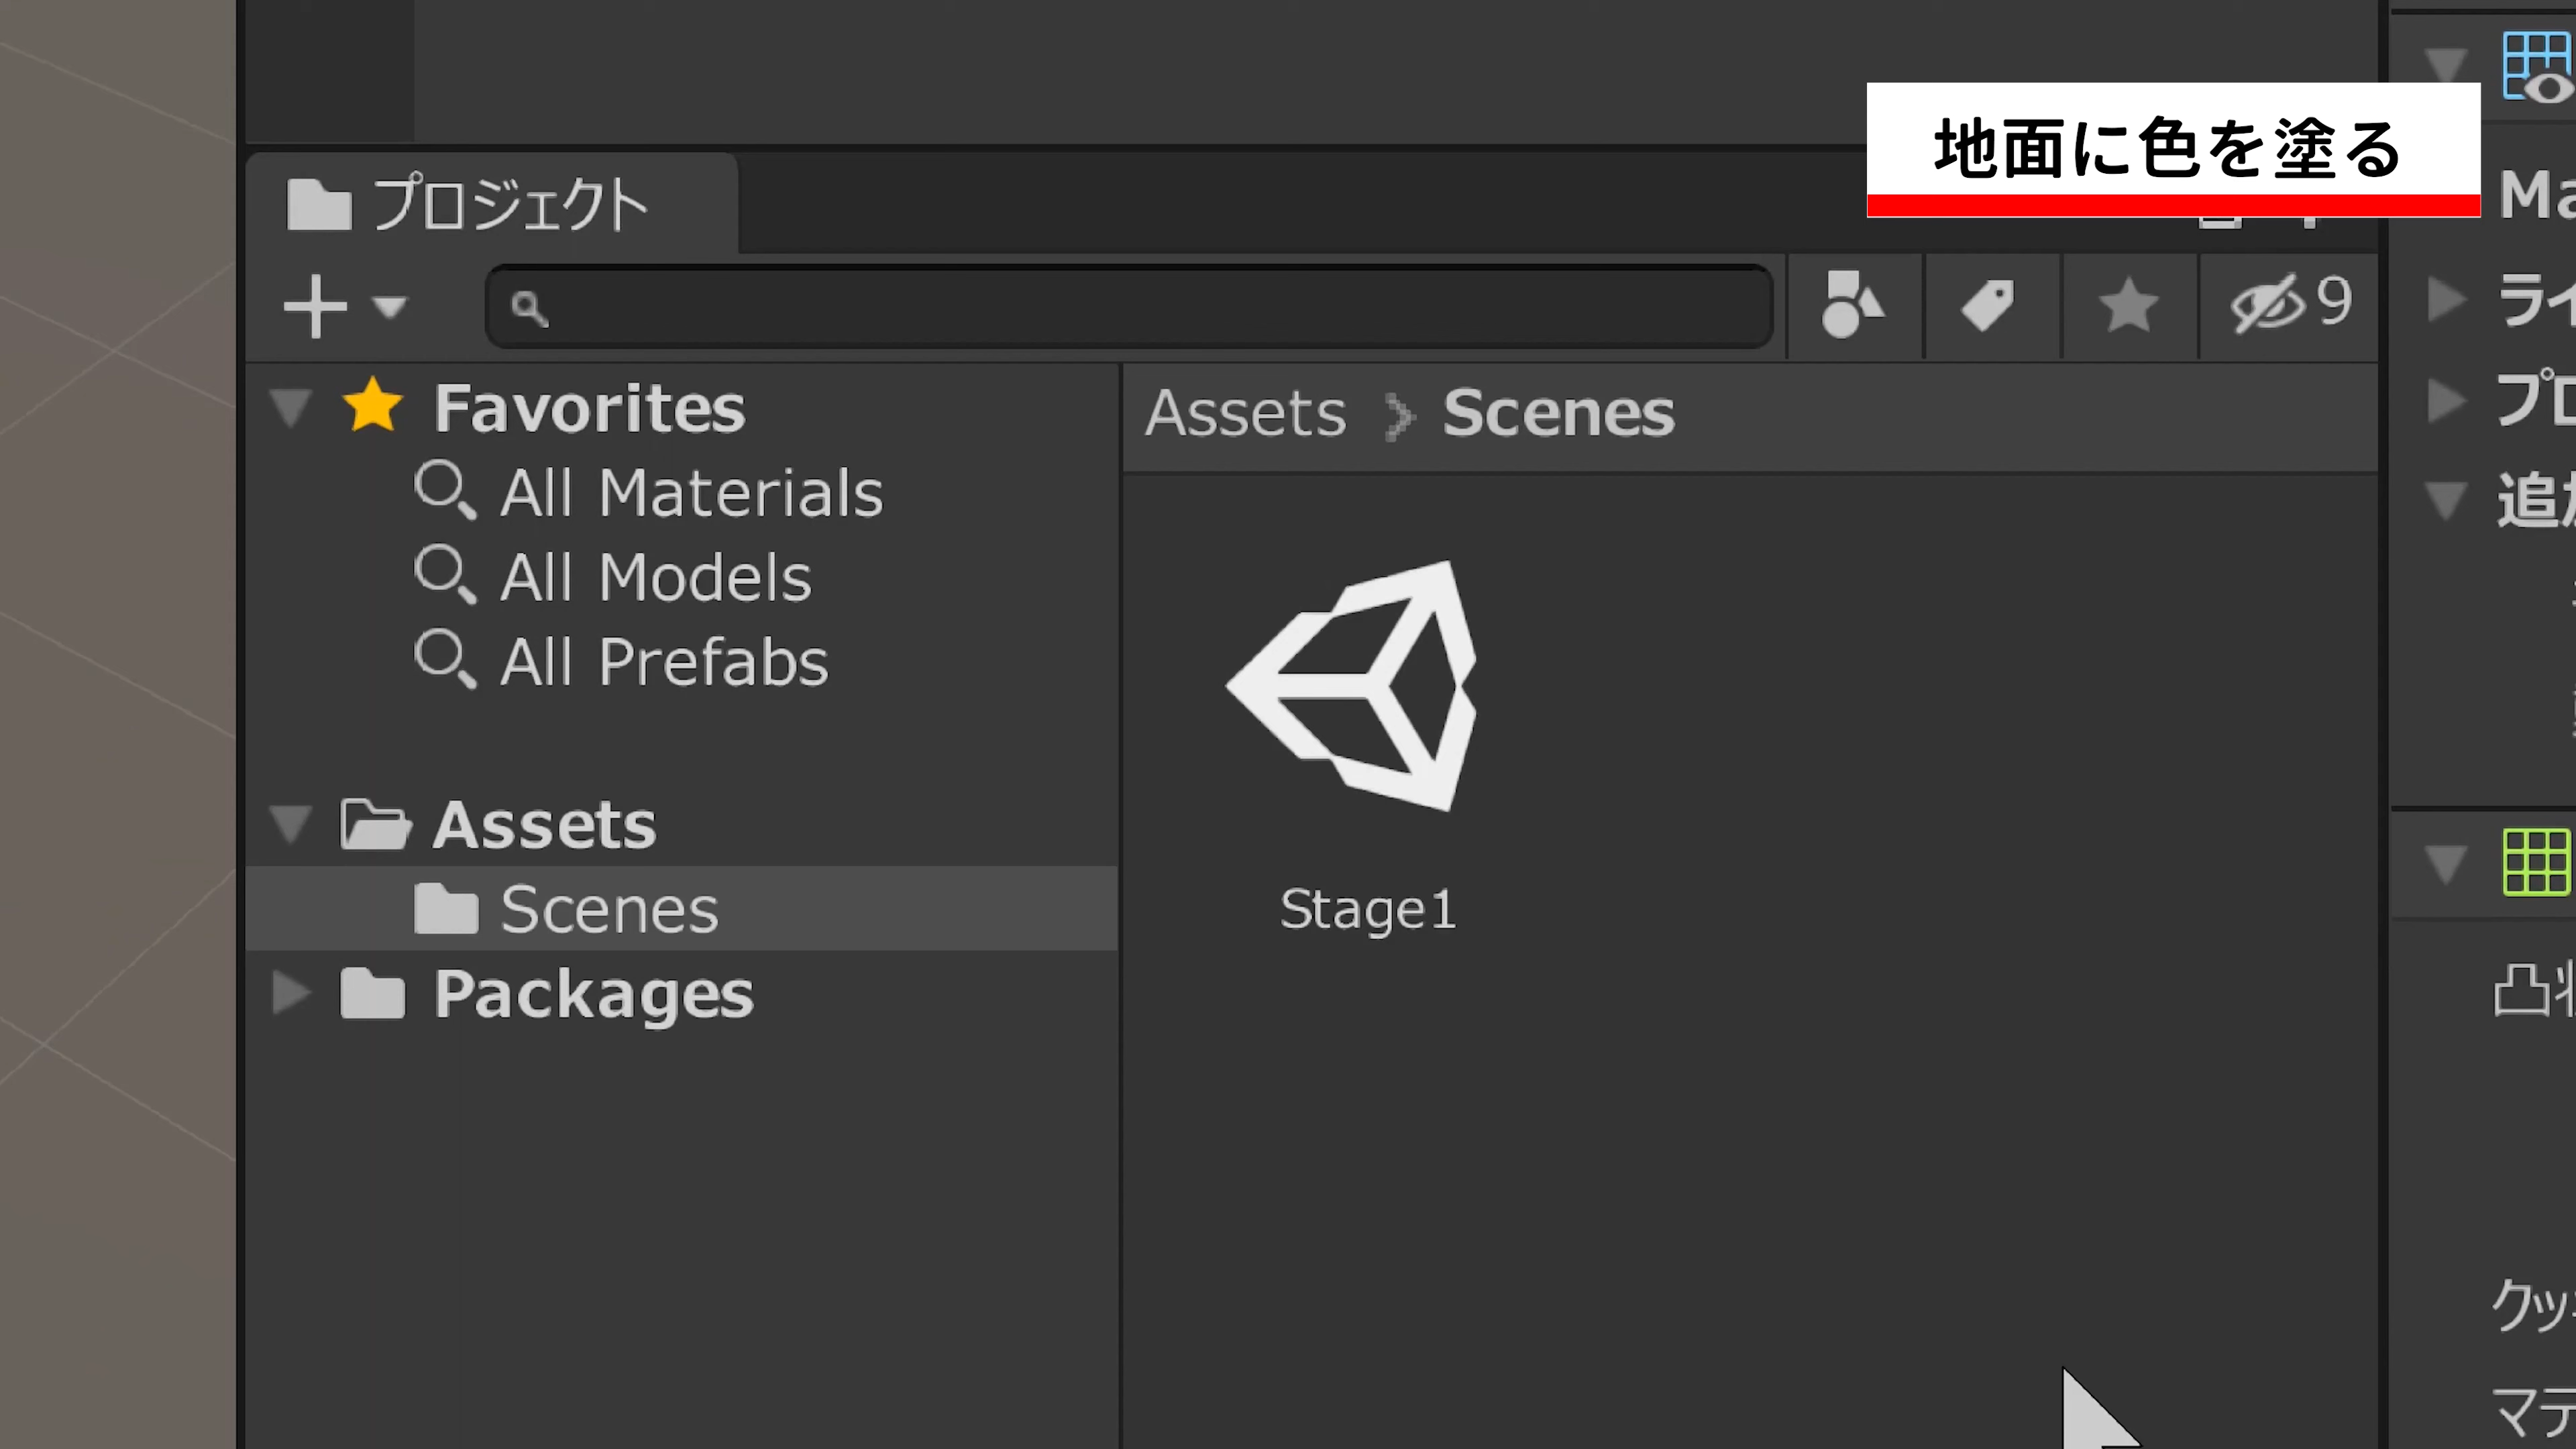 地面に色を塗る
プロジェクト
9
Favorites
All Materials
All Models
All Prefabs
Assets
Scenes
Packages
Assets > Scenes
Stage1